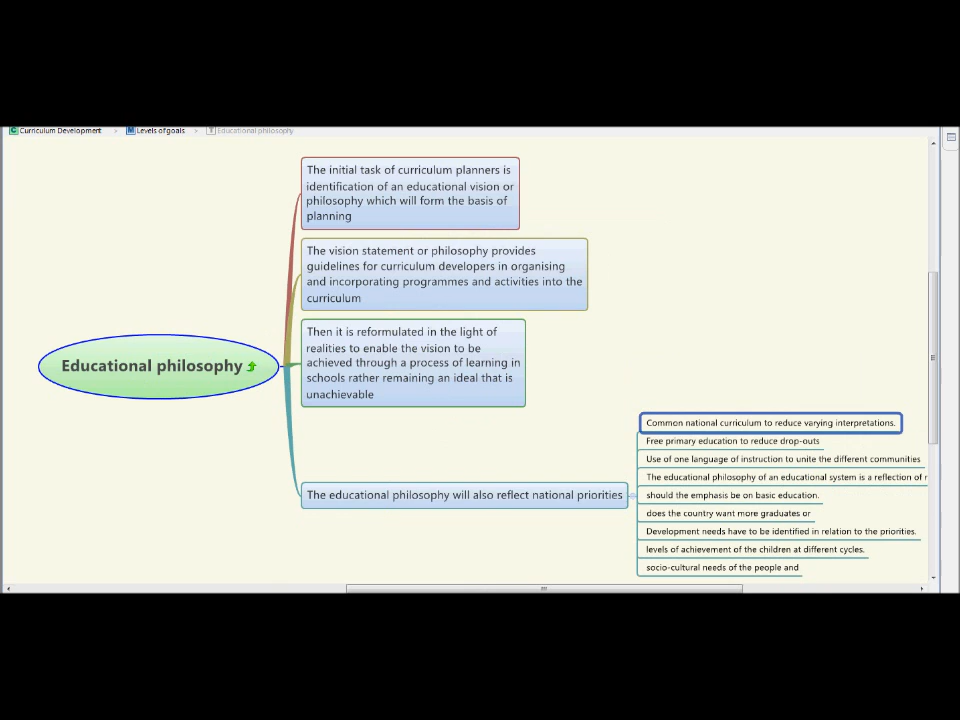 Curriculum Development > Levels of goals > Educational philosophy
The initial task of curriculum planners is
identification of an educational vision or
philosophy which will form the basis of
planning
The vision statement or philosophy provides
guidelines for curriculum developers in organising
and incorporating programmes and activities into the
curriculum
Then it is reformulated in the light of
realities to enable the vision to be
achieved through a process of learning in
schools rather remaining an ideal that is
unachievable
Educational philosophy
The educational philosophy will also reflect national priorities
Common national curriculum to reduce varying interpretations.
Free primary education to reduce drop-outs
Use of one language of instruction to unite the different communities
The educational philosophy of an educational system is a reflection of
should the emphasis be on basic education.
does the country want more graduates or
Development needs have to be identified in relation to the priorities.
levels of achievement of the children at different cycles.
socio-cultural needs of the people and